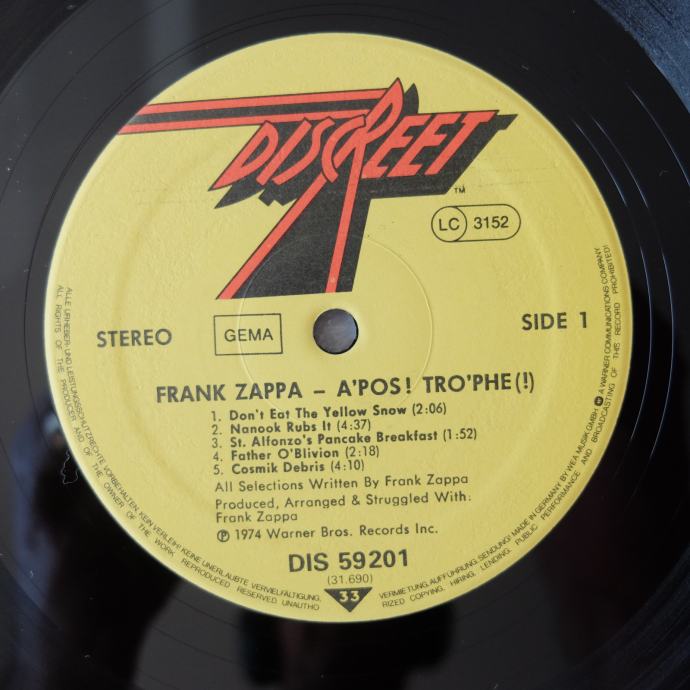 DISCREET
TM
LC 3152
STEREO
GEMA
SIDE 1
FRANK ZAPPA – A'POS! TRO'PHE(!)
1. Don't Eat The Yellow Snow (2:06)
2. Nanook Rubs It (4:37)
3. St. Alfonzo's Pancake Breakfast (1:52)
4. Father O'Blivion (2:18)
5. Cosmik Debris (4:10)
All Selections Written By Frank Zappa
Produced, Arranged & Struggled With:
Frank Zappa
℗ 1974 Warner Bros. Records Inc.
DIS 59201
(31.690)
33
ALLE URHEBER- UND LEISTUNGSSCHUTZRECHTE VORBEHALTEN. KEIN VERLEIH! KEINE UNERLAUBTE VERVIELFÄLTIGUNG, VERMIETUNG, AUFFÜHRUNG, SENDUNG! MADE IN GERMANY BY WEA MUSIK GMBH A WARNER COMMUNICATIONS COMPANY
ALL RIGHTS OF THE PRODUCER AND OF THE OWNER OF THE WORK REPRODUCED RESERVED. UNAUTHORIZED COPYING, HIRING, LENDING, PUBLIC PERFORMANCE AND BROADCASTING OF THIS RECORD PROHIBITED!